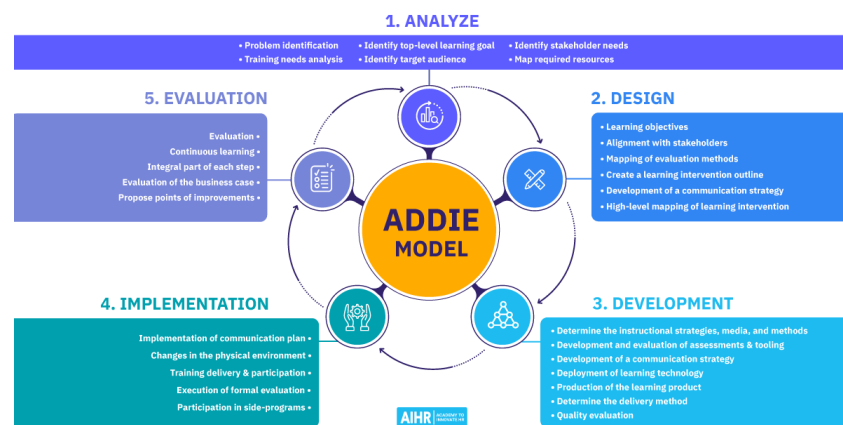 1. ANALYZE
• Problem identification
• Training needs analysis
• Identify top-level learning goal
• Identify target audience
• Identify stakeholder needs
• Map required resources
2. DESIGN
• Learning objectives
• Alignment with stakeholders
• Mapping of evaluation methods
• Create a learning intervention outline
• Development of a communication strategy
• High-level mapping of learning intervention
3. DEVELOPMENT
• Determine the instructional strategies, media, and methods
• Development and evaluation of assessments & tooling
• Development of a communication strategy
• Deployment of learning technology
• Production of the learning product
• Determine the delivery method
• Quality evaluation
4. IMPLEMENTATION
Implementation of communication plan •
Changes in the physical environment •
Training delivery & participation •
Execution of formal evaluation •
Participation in side-programs •
5. EVALUATION
Evaluation •
Continuous learning •
Integral part of each step •
Evaluation of the business case •
Propose points of improvements •
ADDIE
MODEL
AIHR
ACADEMY TO
INNOVATE HR